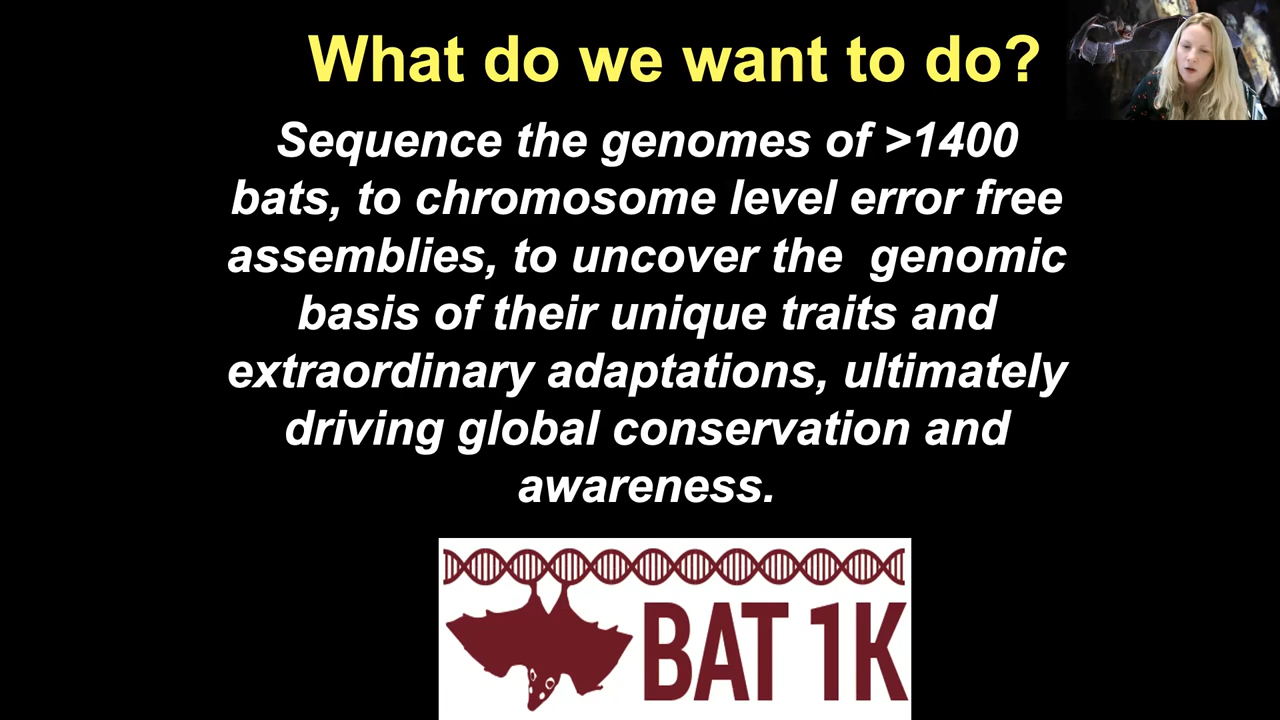 What do we want to do?
Sequence the genomes of >1400
bats, to chromosome level error free
assemblies, to uncover the  genomic
basis of their unique traits and
extraordinary adaptations, ultimately
driving global conservation and
awareness.
BAT 1K